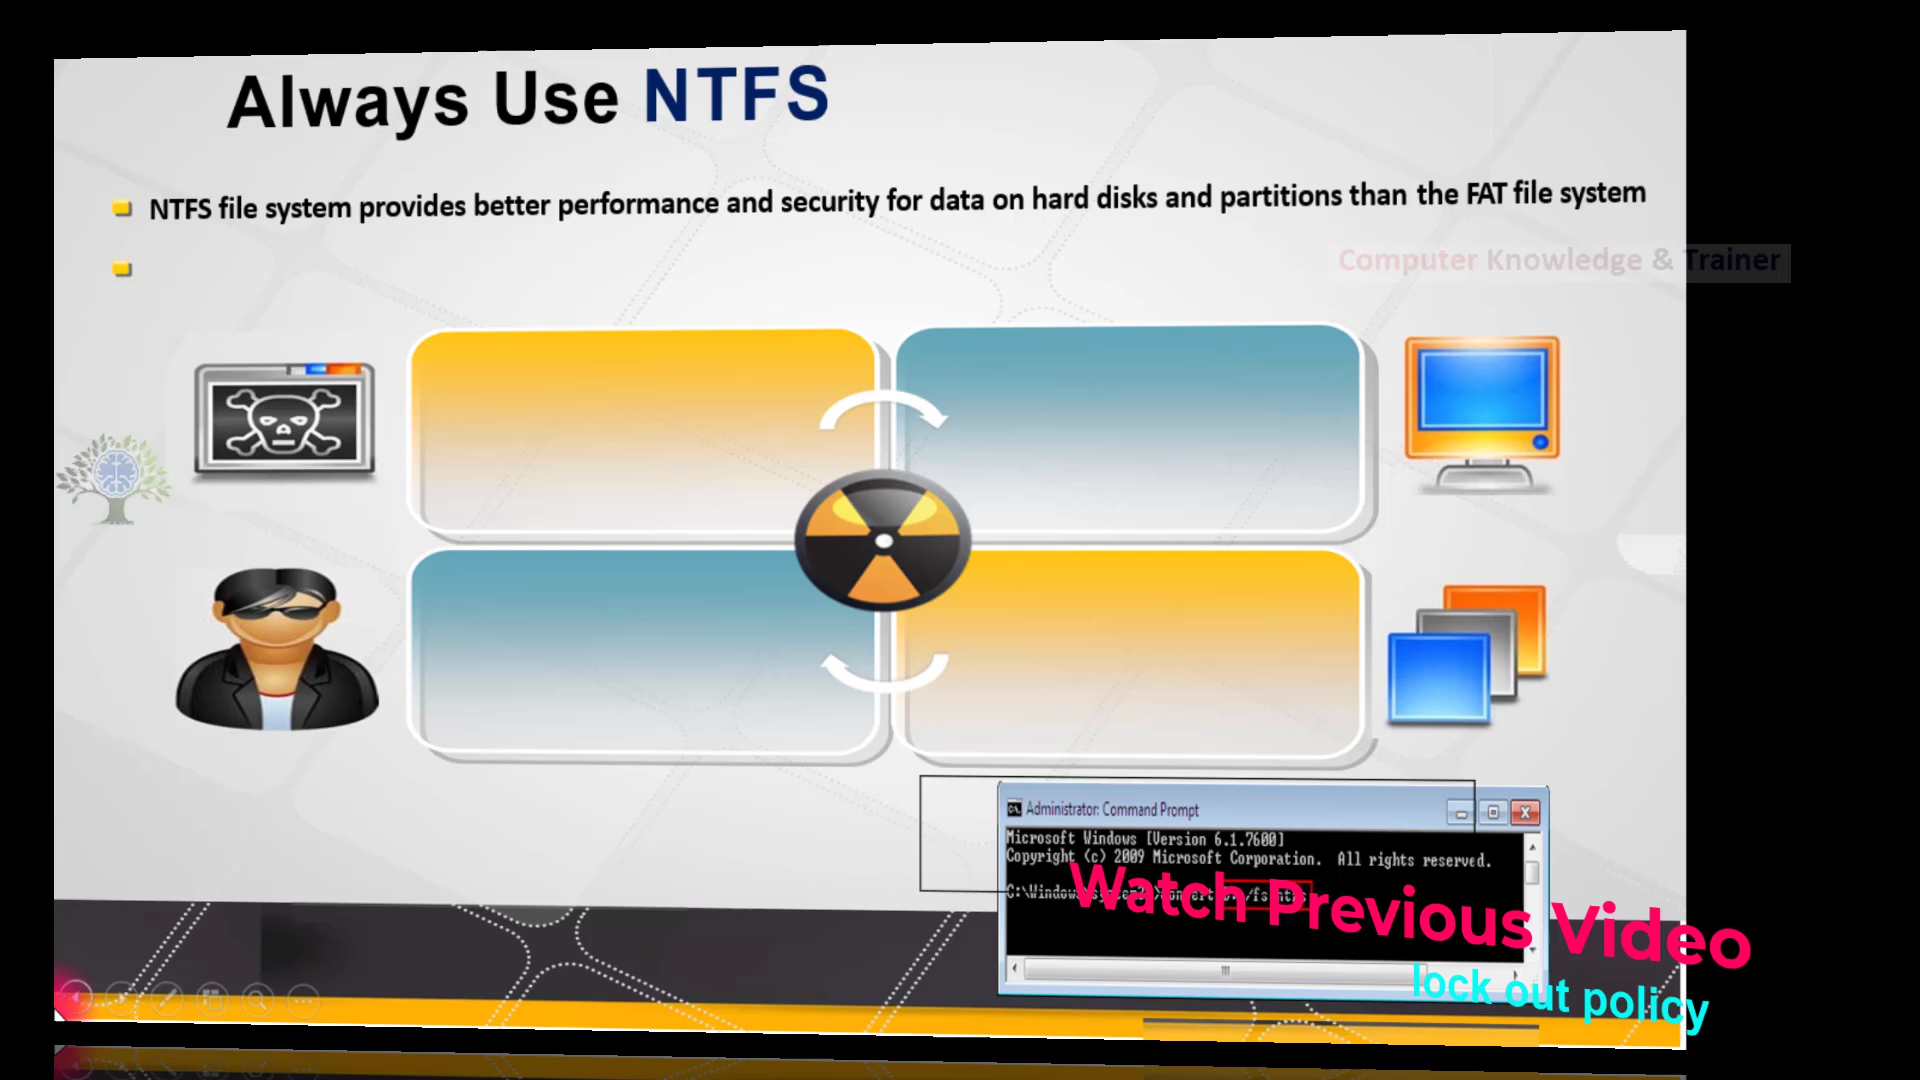 Always Use NTFS
NTFS file system provides better performance and security for data on hard disks and partitions than the FAT file system
Computer Knowledge & Trainer
Administrator: Command Prompt
Microsoft Windows [Version 6.1.7600]
Copyright (c) 2009 Microsoft Corporation. All rights reserved.
Watch Previous Video
lock out policy